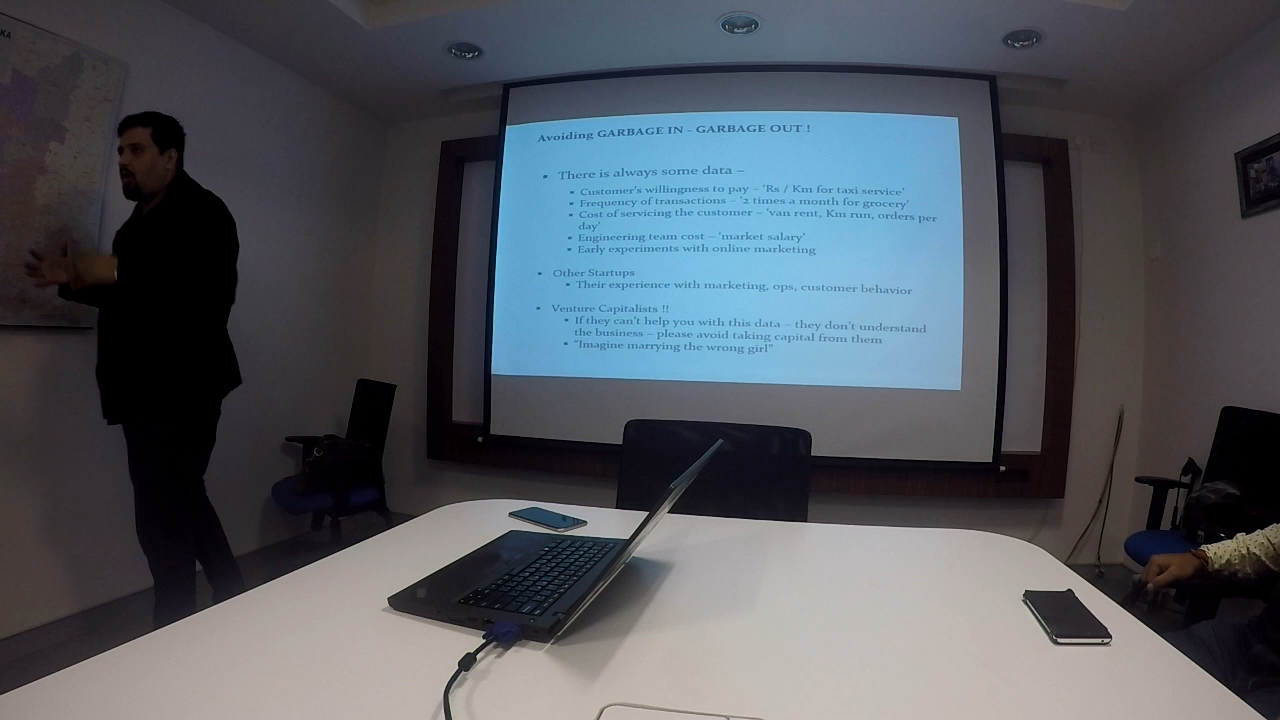 KA
Avoiding GARBAGE IN - GARBAGE OUT !
▪ There is always some data –
▪ Customer's willingness to pay – 'Rs / Km for taxi service'
▪ Frequency of transactions – '2 times a month for grocery'
▪ Cost of servicing the customer – 'van rent, Km run, orders per
day'
▪ Engineering team cost – 'market salary'
▪ Early experiments with online marketing
▪ Other Startups
▪ Their experience with marketing, ops, customer behavior
▪ Venture Capitalists !!
▪ If they can't help you with this data – they don't understand
the business – please avoid taking capital from them
▪ "Imagine marrying the wrong girl"